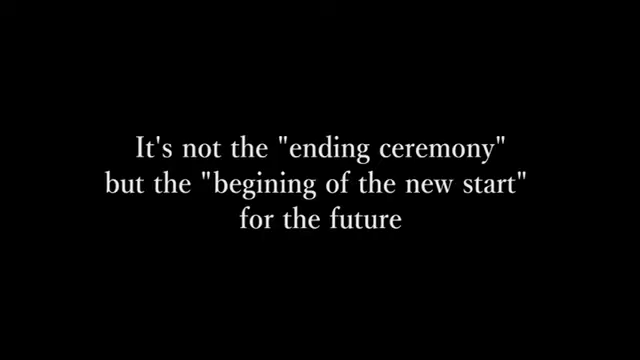 It's not the "ending ceremony"
but the "begining of the new start"
for the future